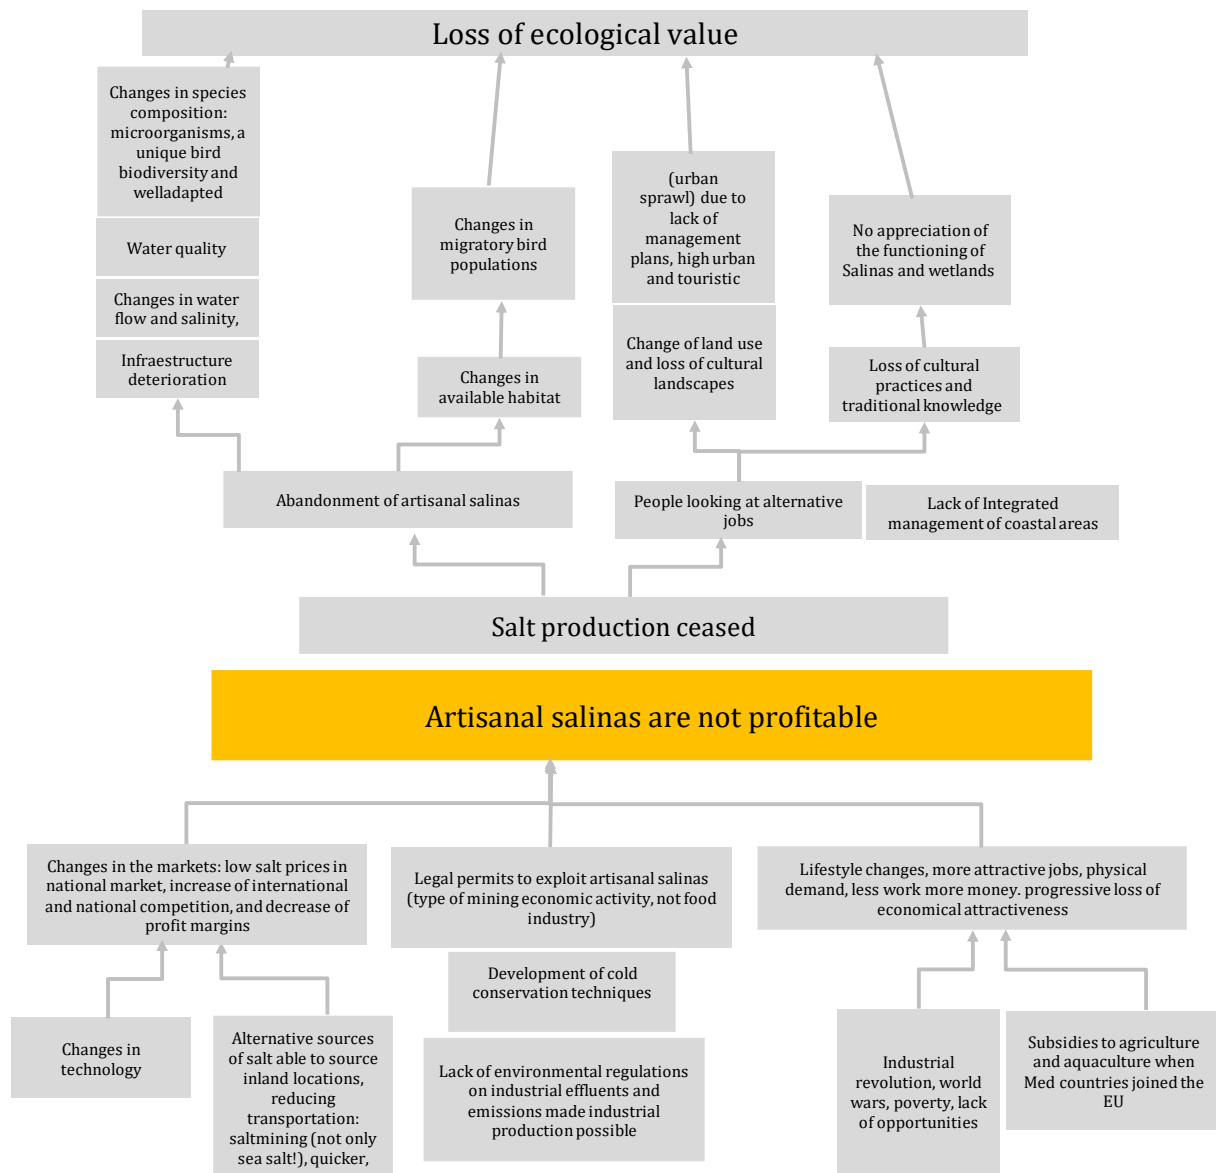 Loss of ecological value
Changes in species
composition:
microorganisms, a
unique bird
biodiversity and
welladapted
Water quality
Changes in water
flow and salinity,
Infraestructure
deterioration
Changes in
migratory bird
populations
Changes in
available habitat
(urban
sprawl) due to
lack of
management
plans, high urban
and touristic
Change of land use
and loss of cultural
landscapes
No appreciation of
the functioning of
Salinas and wetlands
Loss of cultural
practices and
traditional knowledge
Abandonment of artisanal salinas
People looking at alternative
jobs
Lack of Integrated
management of coastal areas
Salt production ceased
Artisanal salinas are not profitable
Changes in the markets: low salt prices in
national market, increase of international
and national competition, and decrease of
profit margins
Legal permits to exploit artisanal salinas
(type of mining economic activity, not food
industry)
Lifestyle changes, more attractive jobs, physical
demand, less work more money. progressive loss of
economical attractiveness
Development of cold
conservation techniques
Changes in
technology
Alternative sources
of salt able to source
inland locations,
reducing
transportation:
saltmining (not only
sea salt!), quicker,
Lack of environmental regulations
on industrial effluents and
emissions made industrial
production possible
Industrial
revolution, world
wars, poverty, lack
of opportunities
Subsidies to agriculture
and aquaculture when
Med countries joined the
EU